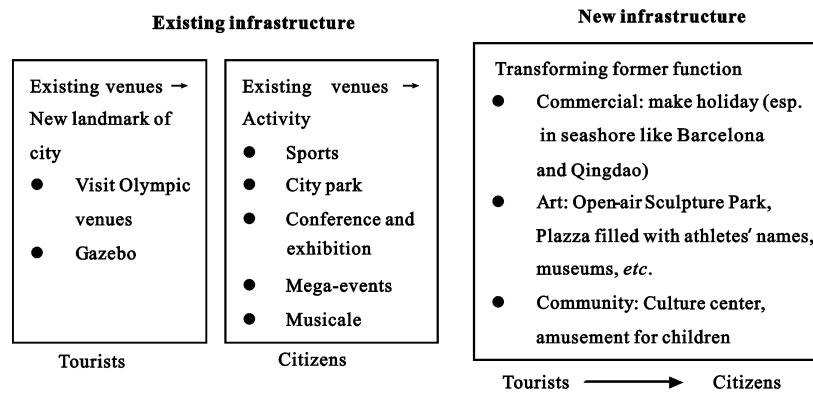 Existing infrastructure
Existing venues →
New landmark of
city
● Visit Olympic
venues
● Gazebo
Tourists
Existing venues →
Activity
● Sports
● City park
● Conference and
exhibition
● Mega-events
● Musicale
Citizens
New infrastructure
Transforming former function
● Commercial: make holiday (esp.
in seashore like Barcelona
and Qingdao)
● Art: Open-air Sculpture Park,
Plazza filled with athletes′ names,
museums, etc.
● Community: Culture center,
amusement for children
Tourists → Citizens